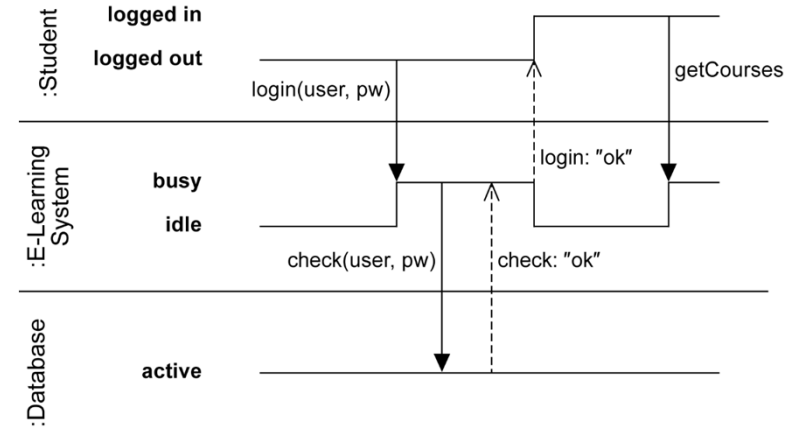 :Student
logged in
logged out
login(user, pw)
getCourses
:E-Learning
System
busy
idle
login: "ok"
check(user, pw)
check: "ok"
:Database
active